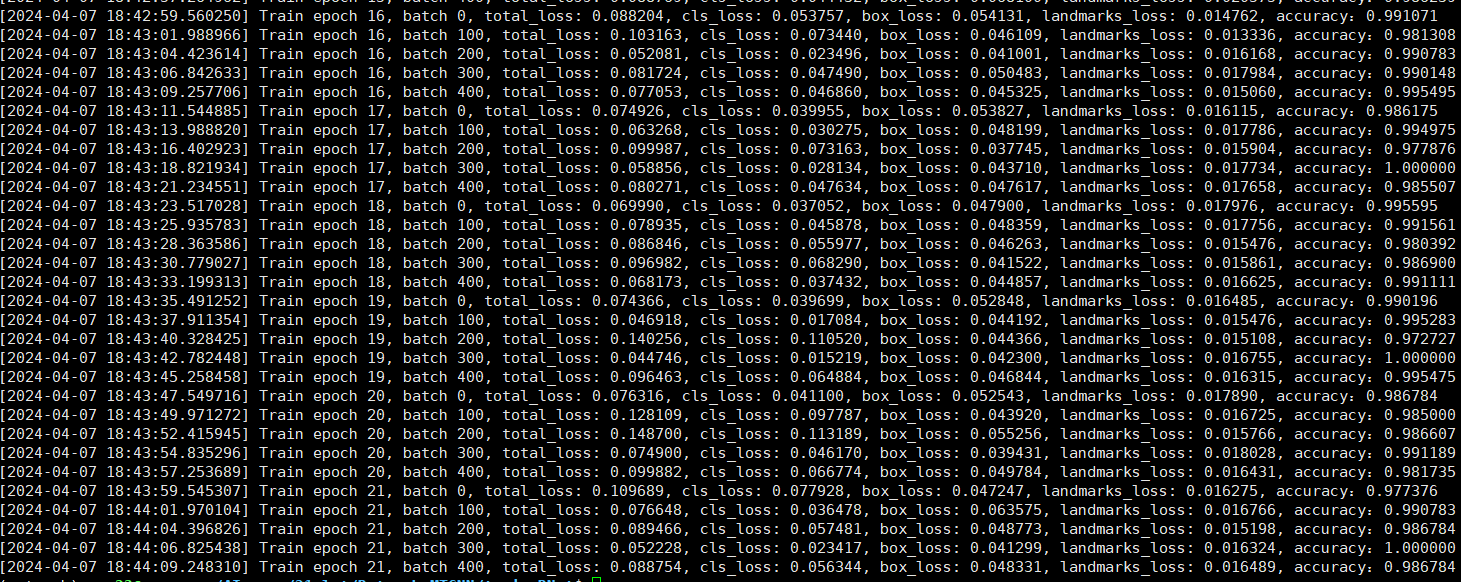 [2024-04-07 18:42:59.560250] Train epoch 16, batch 0, total_loss: 0.088204, cls_loss: 0.053757, box_loss: 0.054131, landmarks_loss: 0.014762, accuracy：0.991071
[2024-04-07 18:43:01.988966] Train epoch 16, batch 100, total_loss: 0.103163, cls_loss: 0.073440, box_loss: 0.046109, landmarks_loss: 0.013336, accuracy：0.981308
[2024-04-07 18:43:04.423614] Train epoch 16, batch 200, total_loss: 0.052081, cls_loss: 0.023496, box_loss: 0.041001, landmarks_loss: 0.016168, accuracy：0.990783
[2024-04-07 18:43:06.842633] Train epoch 16, batch 300, total_loss: 0.081724, cls_loss: 0.047490, box_loss: 0.050483, landmarks_loss: 0.017984, accuracy：0.990148
[2024-04-07 18:43:09.257706] Train epoch 16, batch 400, total_loss: 0.077053, cls_loss: 0.046860, box_loss: 0.045325, landmarks_loss: 0.015060, accuracy：0.995495
[2024-04-07 18:43:11.544885] Train epoch 17, batch 0, total_loss: 0.074926, cls_loss: 0.039955, box_loss: 0.053827, landmarks_loss: 0.016115, accuracy：0.986175
[2024-04-07 18:43:13.988820] Train epoch 17, batch 100, total_loss: 0.063268, cls_loss: 0.030275, box_loss: 0.048199, landmarks_loss: 0.017786, accuracy：0.994975
[2024-04-07 18:43:16.402923] Train epoch 17, batch 200, total_loss: 0.099987, cls_loss: 0.073163, box_loss: 0.037745, landmarks_loss: 0.015904, accuracy：0.977876
[2024-04-07 18:43:18.821934] Train epoch 17, batch 300, total_loss: 0.058856, cls_loss: 0.028134, box_loss: 0.043710, landmarks_loss: 0.017734, accuracy：1.000000
[2024-04-07 18:43:21.234551] Train epoch 17, batch 400, total_loss: 0.080271, cls_loss: 0.047634, box_loss: 0.047617, landmarks_loss: 0.017658, accuracy：0.985507
[2024-04-07 18:43:23.517028] Train epoch 18, batch 0, total_loss: 0.069990, cls_loss: 0.037052, box_loss: 0.047900, landmarks_loss: 0.017976, accuracy：0.995595
[2024-04-07 18:43:25.935783] Train epoch 18, batch 100, total_loss: 0.078935, cls_loss: 0.045878, box_loss: 0.048359, landmarks_loss: 0.017756, accuracy：0.991561
[2024-04-07 18:43:28.363586] Train epoch 18, batch 200, total_loss: 0.086846, cls_loss: 0.055977, box_loss: 0.046263, landmarks_loss: 0.015476, accuracy：0.980392
[2024-04-07 18:43:30.779027] Train epoch 18, batch 300, total_loss: 0.096982, cls_loss: 0.068290, box_loss: 0.041522, landmarks_loss: 0.015861, accuracy：0.986900
[2024-04-07 18:43:33.199313] Train epoch 18, batch 400, total_loss: 0.068173, cls_loss: 0.037432, box_loss: 0.044857, landmarks_loss: 0.016625, accuracy：0.991111
[2024-04-07 18:43:35.491252] Train epoch 19, batch 0, total_loss: 0.074366, cls_loss: 0.039699, box_loss: 0.052848, landmarks_loss: 0.016485, accuracy：0.990196
[2024-04-07 18:43:37.911354] Train epoch 19, batch 100, total_loss: 0.046918, cls_loss: 0.017084, box_loss: 0.044192, landmarks_loss: 0.015476, accuracy：0.995283
[2024-04-07 18:43:40.328425] Train epoch 19, batch 200, total_loss: 0.140256, cls_loss: 0.110520, box_loss: 0.044366, landmarks_loss: 0.015108, accuracy：0.972727
[2024-04-07 18:43:42.782448] Train epoch 19, batch 300, total_loss: 0.044746, cls_loss: 0.015219, box_loss: 0.042300, landmarks_loss: 0.016755, accuracy：1.000000
[2024-04-07 18:43:45.258458] Train epoch 19, batch 400, total_loss: 0.096463, cls_loss: 0.064884, box_loss: 0.046844, landmarks_loss: 0.016315, accuracy：0.995475
[2024-04-07 18:43:47.549716] Train epoch 20, batch 0, total_loss: 0.076316, cls_loss: 0.041100, box_loss: 0.052543, landmarks_loss: 0.017890, accuracy：0.986784
[2024-04-07 18:43:49.971272] Train epoch 20, batch 100, total_loss: 0.128109, cls_loss: 0.097787, box_loss: 0.043920, landmarks_loss: 0.016725, accuracy：0.985000
[2024-04-07 18:43:52.415945] Train epoch 20, batch 200, total_loss: 0.148700, cls_loss: 0.113189, box_loss: 0.055256, landmarks_loss: 0.015766, accuracy：0.986607
[2024-04-07 18:43:54.835296] Train epoch 20, batch 300, total_loss: 0.074900, cls_loss: 0.046170, box_loss: 0.039431, landmarks_loss: 0.018028, accuracy：0.991189
[2024-04-07 18:43:57.253689] Train epoch 20, batch 400, total_loss: 0.099882, cls_loss: 0.066774, box_loss: 0.049784, landmarks_loss: 0.016431, accuracy：0.981735
[2024-04-07 18:43:59.545307] Train epoch 21, batch 0, total_loss: 0.109689, cls_loss: 0.077928, box_loss: 0.047247, landmarks_loss: 0.016275, accuracy：0.977376
[2024-04-07 18:44:01.970104] Train epoch 21, batch 100, total_loss: 0.076648, cls_loss: 0.036478, box_loss: 0.063575, landmarks_loss: 0.016766, accuracy：0.990783
[2024-04-07 18:44:04.396826] Train epoch 21, batch 200, total_loss: 0.089466, cls_loss: 0.057481, box_loss: 0.048773, landmarks_loss: 0.015198, accuracy：0.986784
[2024-04-07 18:44:06.825438] Train epoch 21, batch 300, total_loss: 0.052228, cls_loss: 0.023417, box_loss: 0.041299, landmarks_loss: 0.016324, accuracy：1.000000
[2024-04-07 18:44:09.248310] Train epoch 21, batch 400, total_loss: 0.088754, cls_loss: 0.056344, box_loss: 0.048331, landmarks_loss: 0.016489, accuracy：0.986784